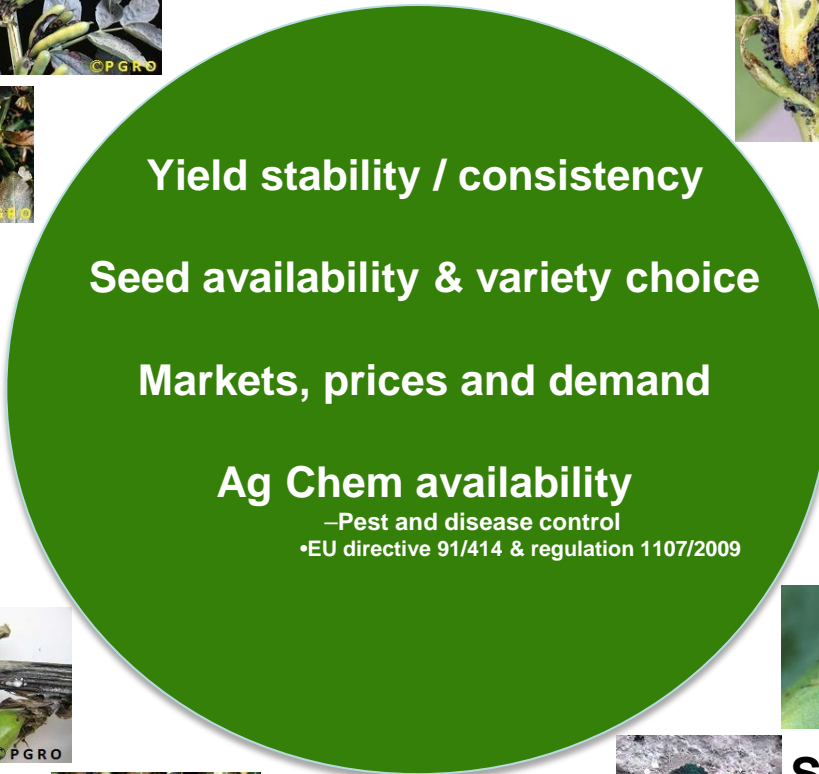 ©PGRO
Yield stability / consistency
Seed availability & variety choice
Markets, prices and demand
Ag Chem availability
–Pest and disease control
•EU directive 91/414 & regulation 1107/2009
©PGRO